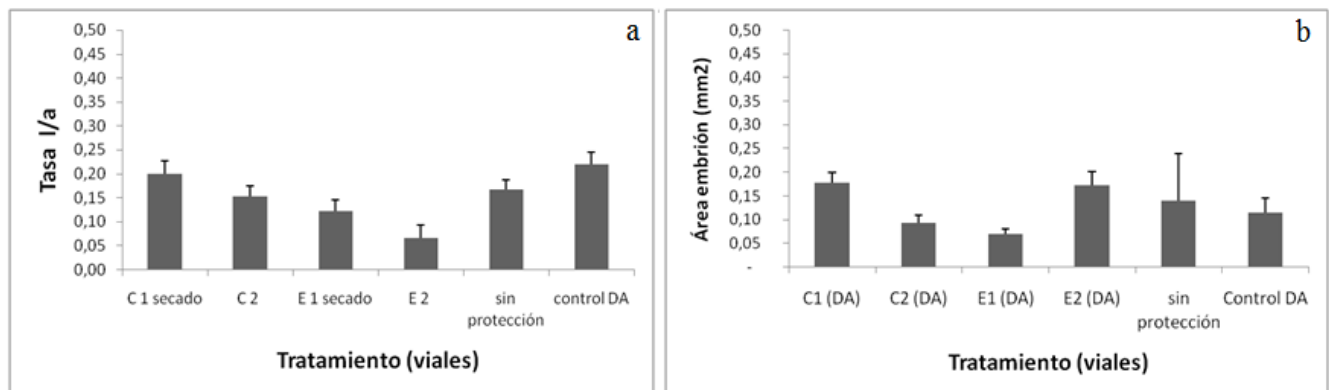 a
0,50
0,45
0,40
0,35
0,30
0,25
0,20
0,15
0,10
0,05
0,00
Tasa l/a
C 1 secado C 2 E 1 secado E 2 sin control DA
protección
Tratamiento (viales)
b
0,50
0,45
0,40
0,35
0,30
0,25
0,20
0,15
0,10
0,05
-
Área embrión (mm2)
C1 (DA) C2 (DA) E1 (DA) E2 (DA) sin Control DA
protección
Tratamiento (viales)